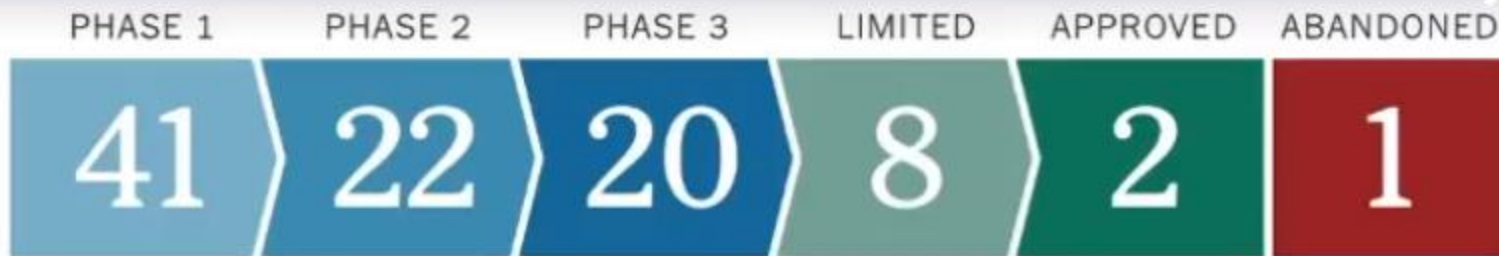 PHASE 1 PHASE 2 PHASE 3 LIMITED APPROVED ABANDONED
41 22 20 8 2 1